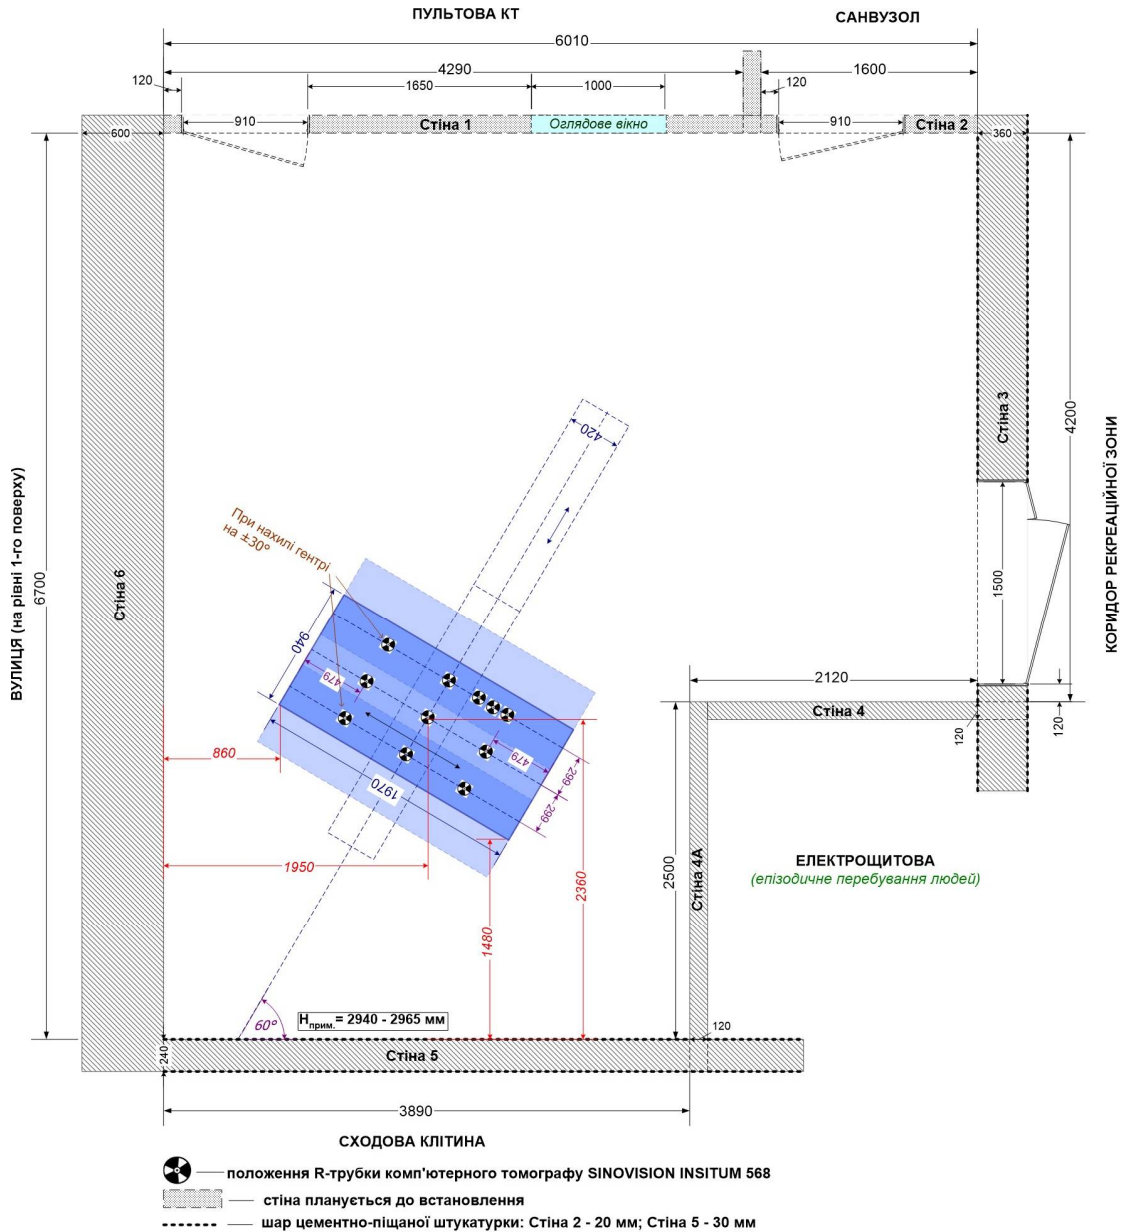 ПУЛЬТОВА КТ
САНВУЗОЛ
6010
4290
1600
120
1650
1000
120
910
Стіна 1
Оглядове вікно
910
Стіна 2
600
360
420
Стіна 3
4200
КОРИДОР РЕКРЕАЦІЙНОЇ ЗОНИ
ВУЛИЦЯ (на рівні 1-го поверху)
6700
Стіна 6
При нахилі гентрі
на ±30°
1500
940
479
2120
Стіна 4
120
120
860
479
299
299
1970
1950
2360
1480
2500
Стіна 4А
ЕЛЕКТРОЩИТОВА
(епізодичне перебування людей)
60°
Hприм.= 2940 - 2965 мм
120
240
Стіна 5
3890
СХОДОВА КЛІТИНА
положення R-трубки комп'ютерного томографу SINOVISION INSITUM 568
стіна планується до встановлення
шар цементно-піщаної штукатурки: Стіна 2 - 20 мм; Стіна 5 - 30 мм